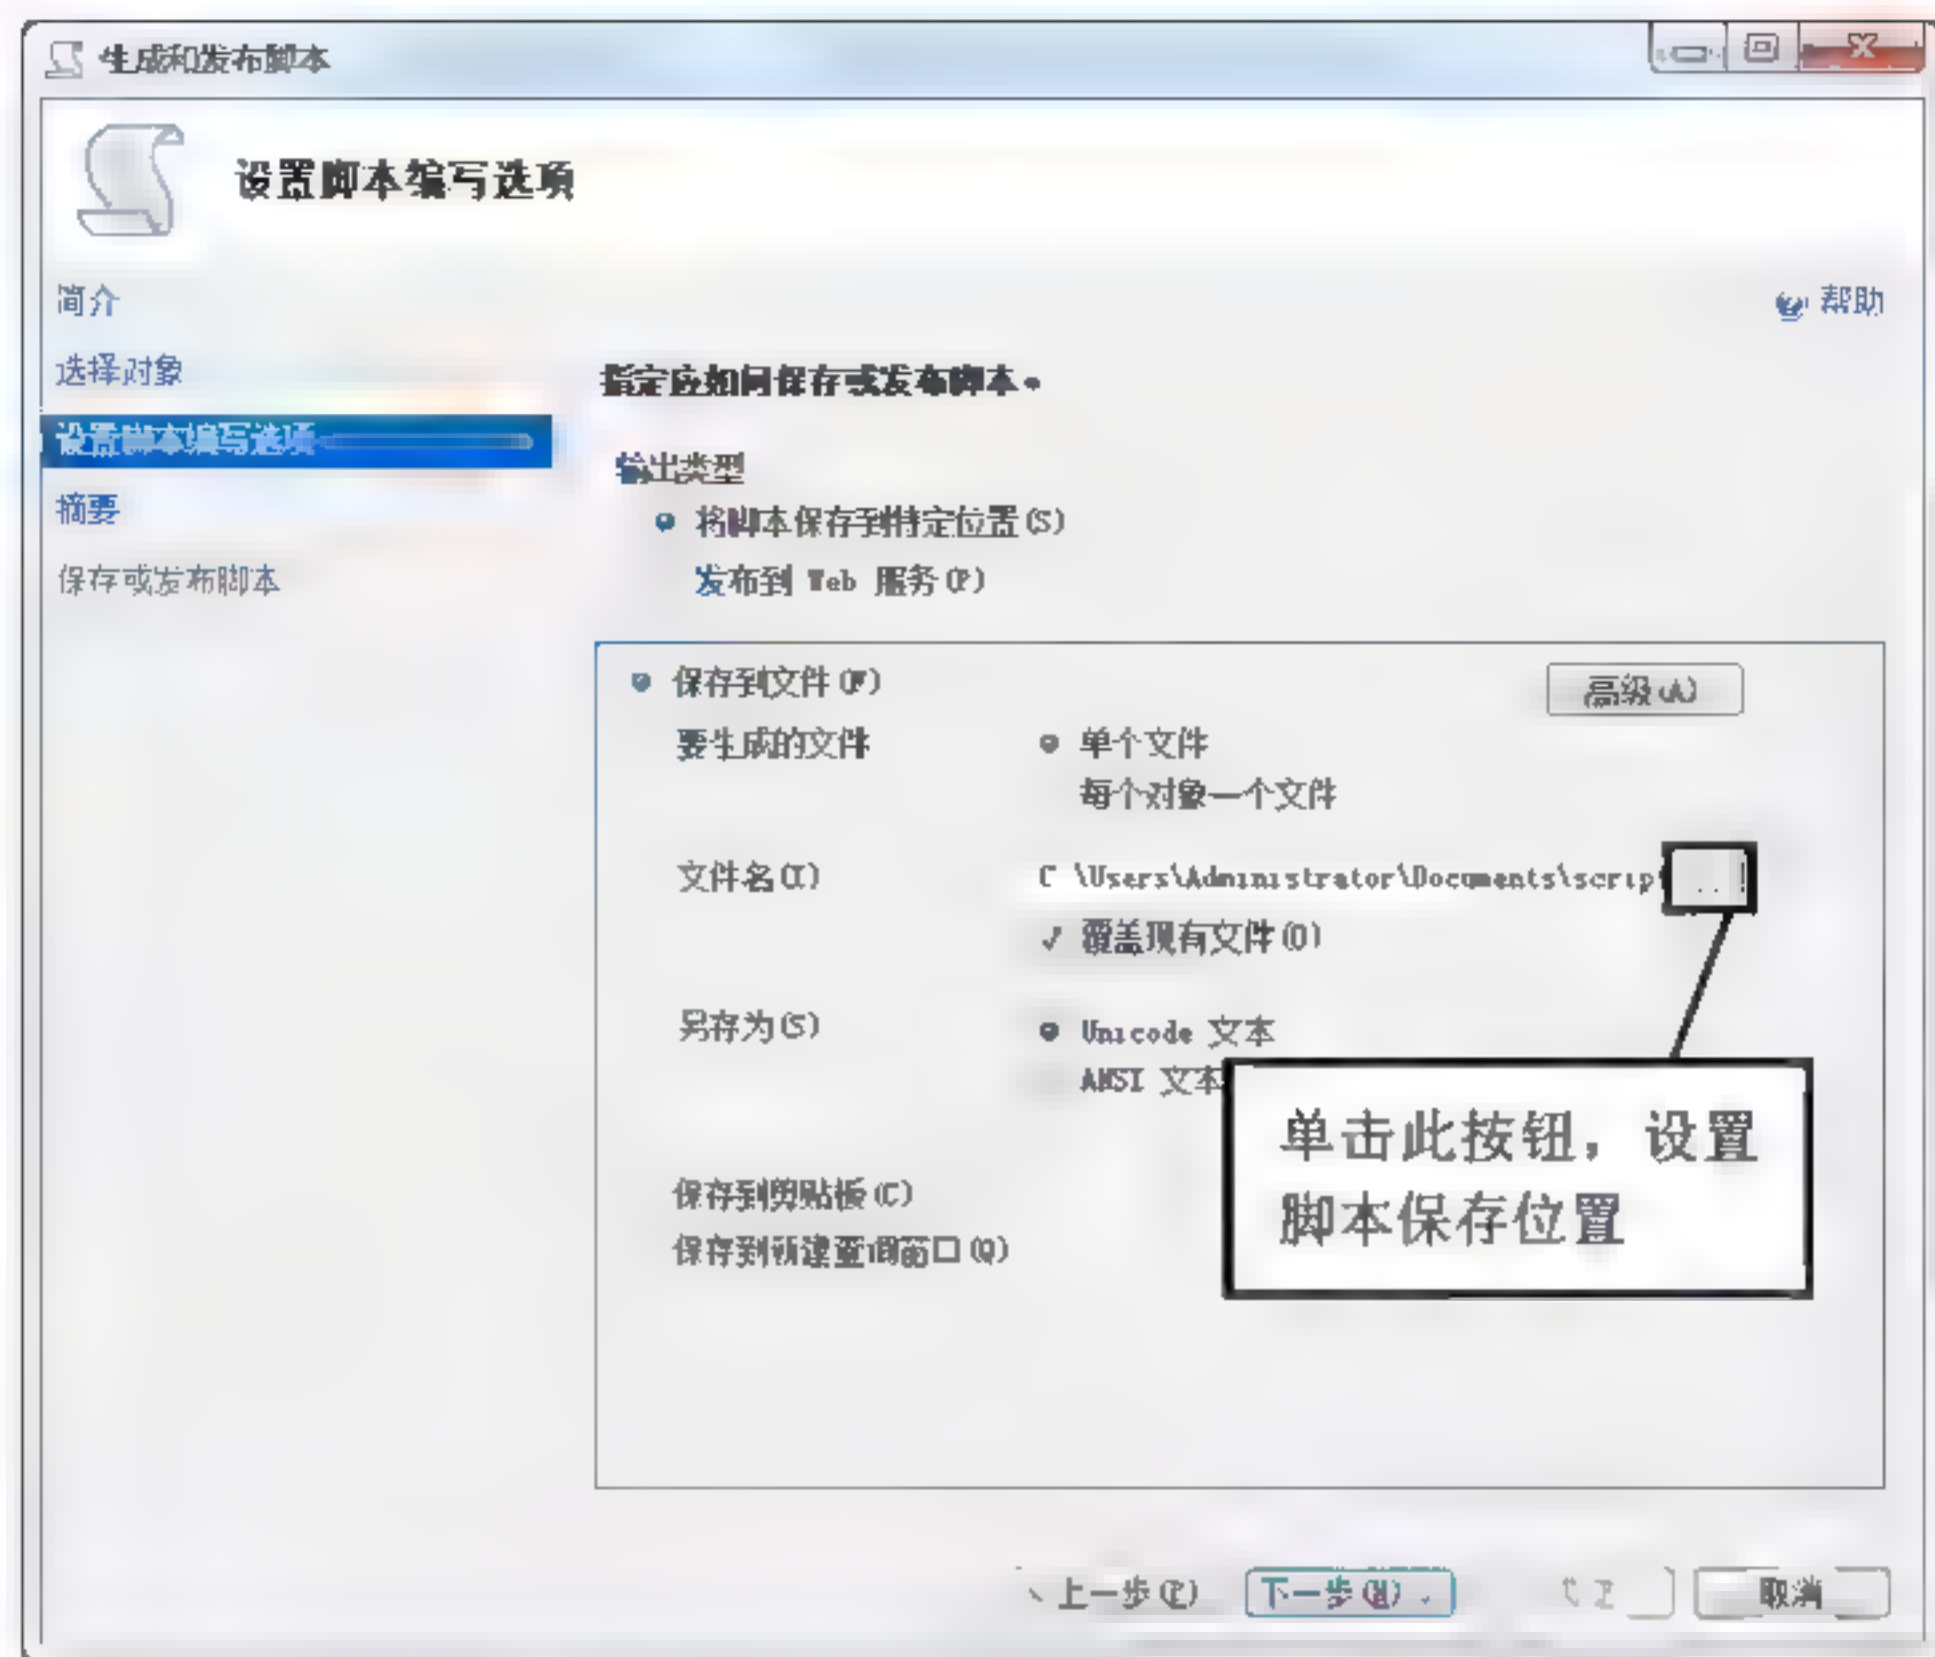 生成和发布脚本
设置脚本编写选项
简介
帮助
选择对象
指定应如何保存或发布脚本。
设置脚本编写选项
输出类型
摘要
将脚本保存到特定位置(S)
发布到 Web 服务(P)
保存或发布脚本
保存到文件(F)
高级(A)
要生成的文件
单个文件
每个对象一个文件
文件名(I)
C \Users\Administrator\Documents\scrip
...
覆盖现有文件(O)
另存为(S)
Unicode 文本
ANSI 文本
单击此按钮，设置
脚本保存位置
保存到剪贴板(C)
保存到新建查询窗口(Q)
上一步(P)
下一步(N)
取消